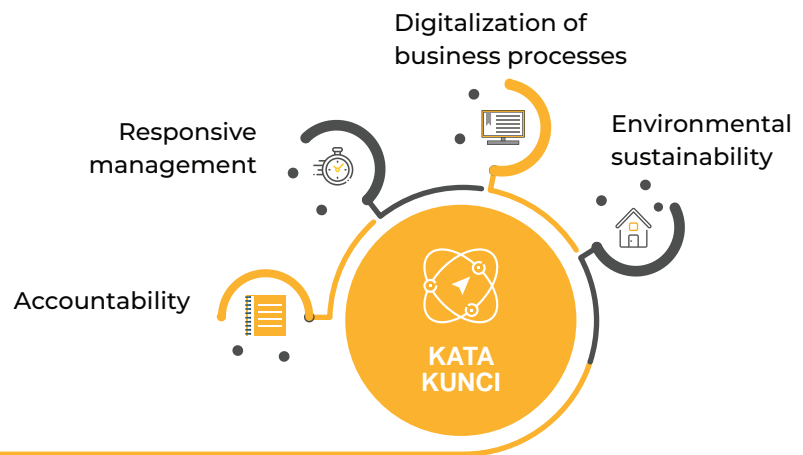 Digitalization of
business processes
Responsive
management
Environmental
sustainability
Accountability
KATA
KUNCI